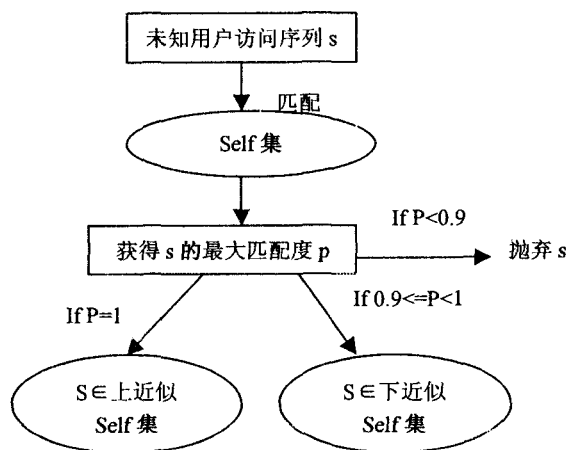 未知用户访问序列 s
匹配
Self 集
获得 s 的最大匹配度 p
If P<0.9
抛弃 s
If P=1
If 0.9<=P<1
S∈上近似
Self 集
S∈下近似
Self 集